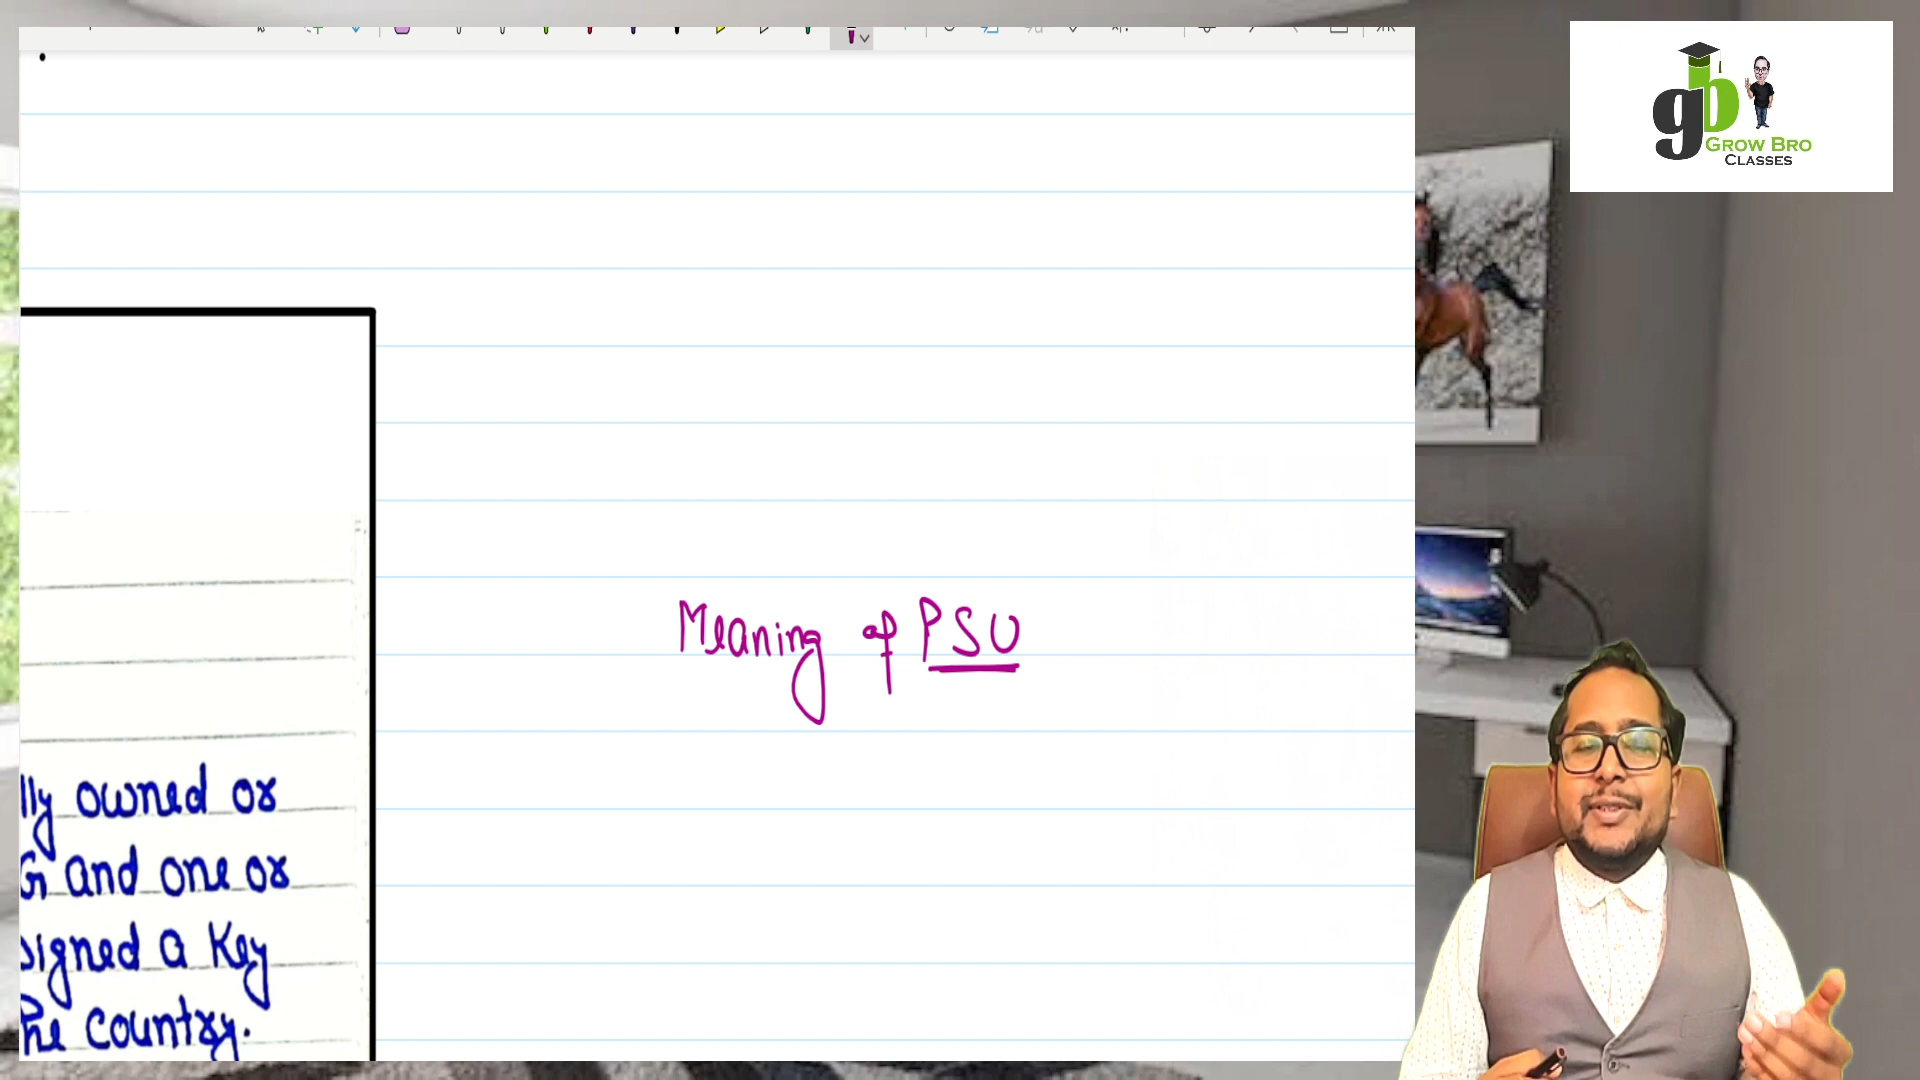 GROW BRO
CLASSES
Meaning of PSU
lly owned or
and one or
signed a Key
the country.